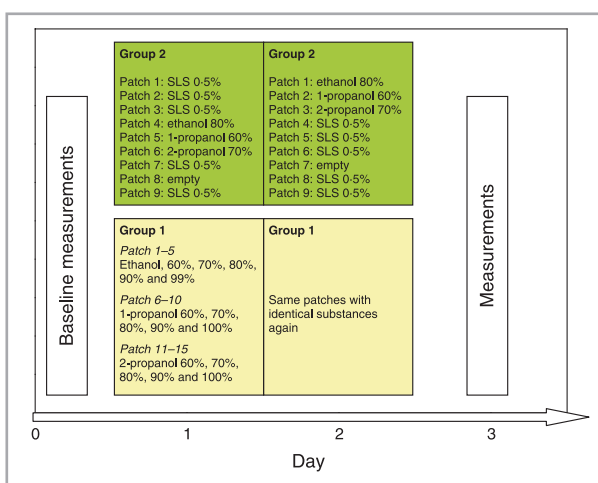 Baseline measurements
Group 2
Patch 1: SLS 0·5%
Patch 2: SLS 0·5%
Patch 3: SLS 0·5%
Patch 4: ethanol 80%
Patch 5: 1-propanol 60%
Patch 6: 2-propanol 70%
Patch 7: SLS 0·5%
Patch 8: empty
Patch 9: SLS 0·5%
Group 2
Patch 1: ethanol 80%
Patch 2: 1-propanol 60%
Patch 3: 2-propanol 70%
Patch 4: SLS 0·5%
Patch 5: SLS 0·5%
Patch 6: SLS 0·5%
Patch 7: empty
Patch 8: SLS 0·5%
Patch 9: SLS 0·5%
Group 1
Patch 1–5
Ethanol, 60%, 70%, 80%,
90% and 99%
Patch 6–10
1-propanol 60%, 70%,
80%, 90% and 100%
Patch 11–15
2-propanol 60%, 70%,
80%, 90% and 100%
Group 1
Same patches with
identical substances
again
Measurements
0
1
2
3
Day